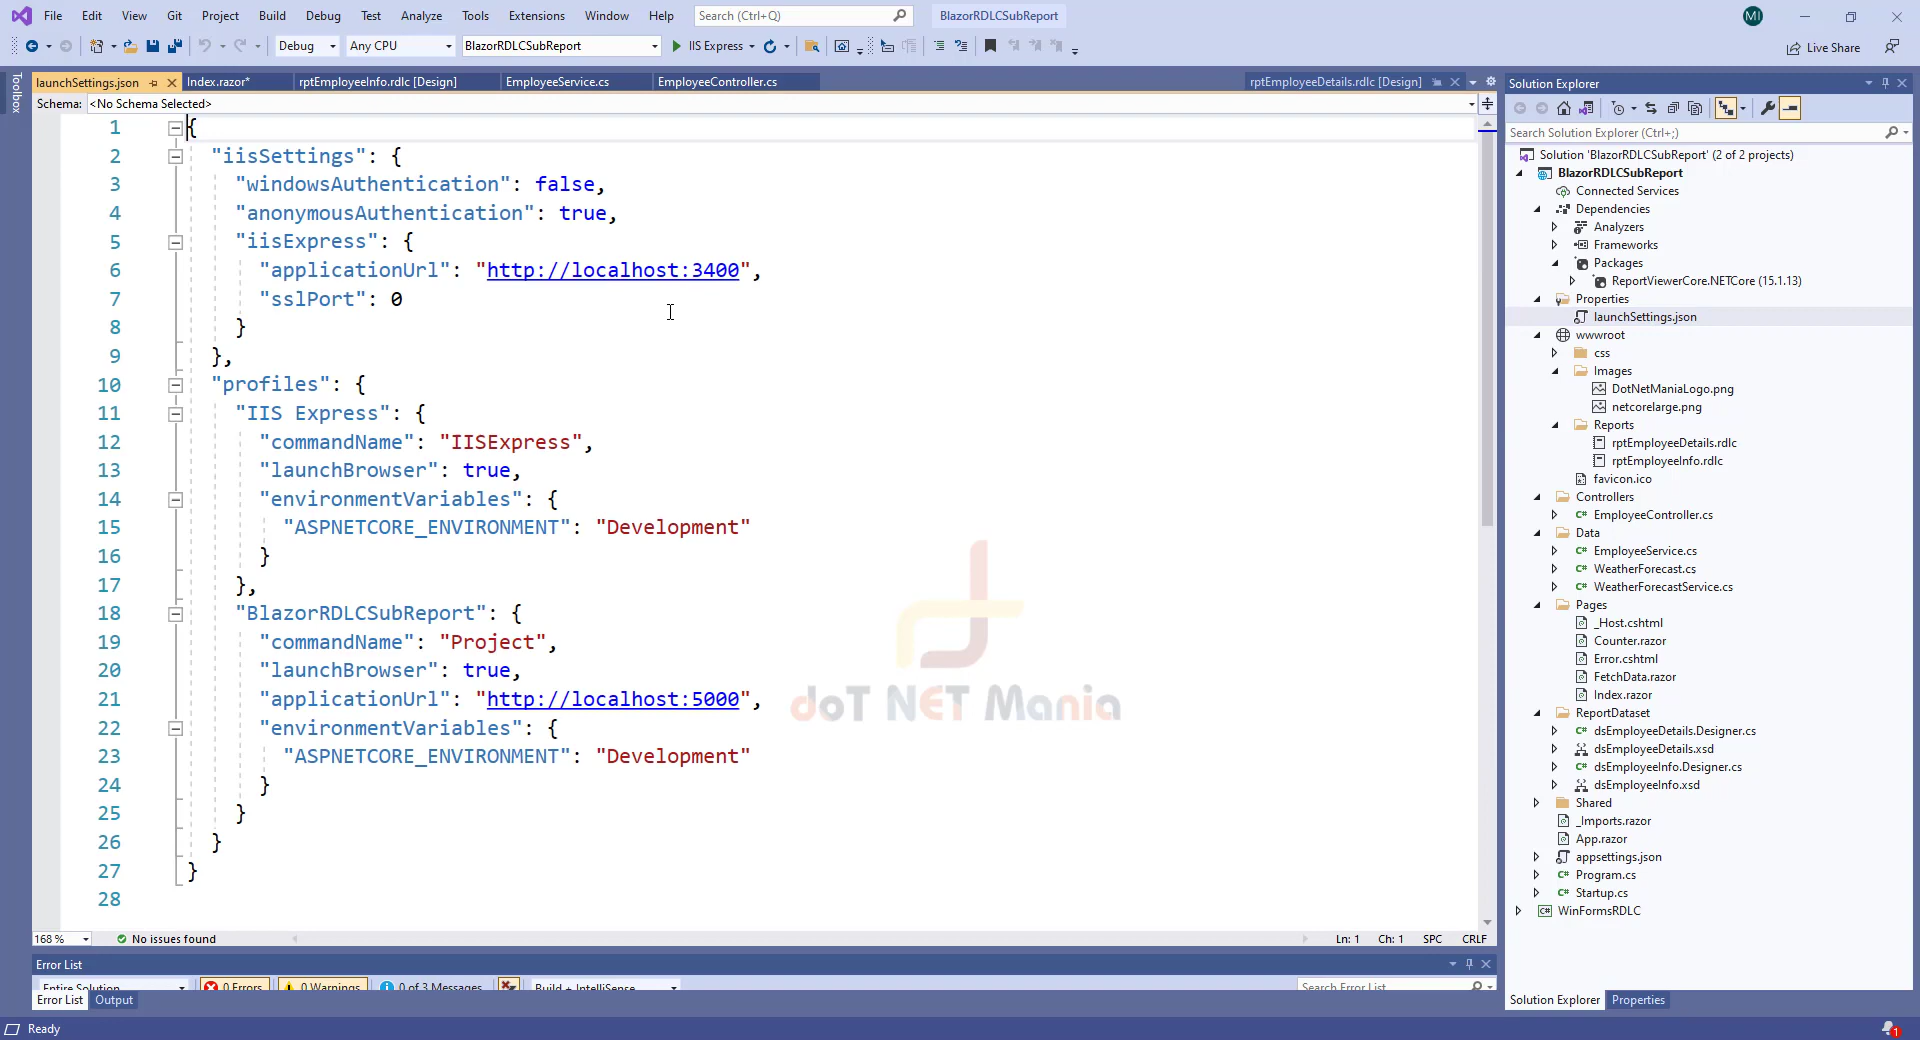 File Edit View Git Project Build Debug Test Analyze Tools Extensions Window Help Search (Ctrl+Q) BlazorRDLCSubReport MI
Debug Any CPU BlazorRDLCSubReport IIS Express Live Share
Toolbox
launchSettings.json Index.razor* rptEmployeeInfo.rdlc [Design] EmployeeService.cs EmployeeController.cs rptEmployeeDetails.rdlc [Design]
Schema: <No Schema Selected>
1 {
2 "iisSettings": {
3 "windowsAuthentication": false,
4 "anonymousAuthentication": true,
5 "iisExpress": {
6 "applicationUrl": "http://localhost:3400",
7 "sslPort": 0
8 }
9 },
10 "profiles": {
11 "IIS Express": {
12 "commandName": "IISExpress",
13 "launchBrowser": true,
14 "environmentVariables": {
15 "ASPNETCORE_ENVIRONMENT": "Development"
16 }
17 },
18 "BlazorRDLCSubReport": {
19 "commandName": "Project",
20 "launchBrowser": true,
21 "applicationUrl": "http://localhost:5000",
22 "environmentVariables": {
23 "ASPNETCORE_ENVIRONMENT": "Development"
24 }
25 }
26 }
27 }
28
doT NET Mania
168 % No issues found Ln: 1 Ch: 1 SPC CRLF
Error List
Entire Solution 0 Errors 0 Warnings 0 of 3 Messages Build + IntelliSense Search Error List
Error List Output
Ready
Solution Explorer
Search Solution Explorer (Ctrl+;)
Solution 'BlazorRDLCSubReport' (2 of 2 projects)
BlazorRDLCSubReport
Connected Services
Dependencies
Analyzers
Frameworks
Packages
ReportViewerCore.NETCore (15.1.13)
Properties
launchSettings.json
wwwroot
css
Images
DotNetManiaLogo.png
netcorelarge.png
Reports
rptEmployeeDetails.rdlc
rptEmployeeInfo.rdlc
favicon.ico
Controllers
EmployeeController.cs
Data
EmployeeService.cs
WeatherForecast.cs
WeatherForecastService.cs
Pages
_Host.cshtml
Counter.razor
Error.cshtml
FetchData.razor
Index.razor
ReportDataset
dsEmployeeDetails.Designer.cs
dsEmployeeDetails.xsd
dsEmployeeInfo.Designer.cs
dsEmployeeInfo.xsd
Shared
_Imports.razor
App.razor
appsettings.json
Program.cs
Startup.cs
WinFormsRDLC
Solution Explorer Properties
1